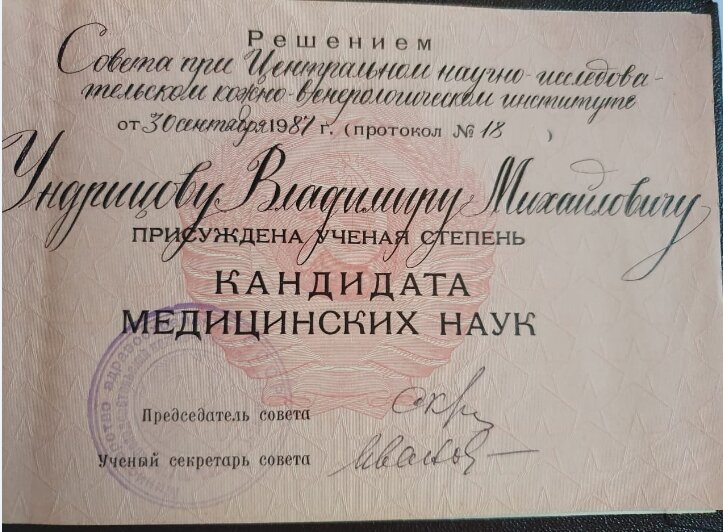 Решением
Совета при Центральном научно-исследова-
тельском кожно-венерологическом институте
от 30 сентября 1987 г. (протокол № 18 )
Ундрицову Владимиру Михайловичу
ПРИСУЖДЕНА УЧЕНАЯ СТЕПЕНЬ
КАНДИДАТА
МЕДИЦИНСКИХ НАУК
Председатель совета
Ученый секретарь совета